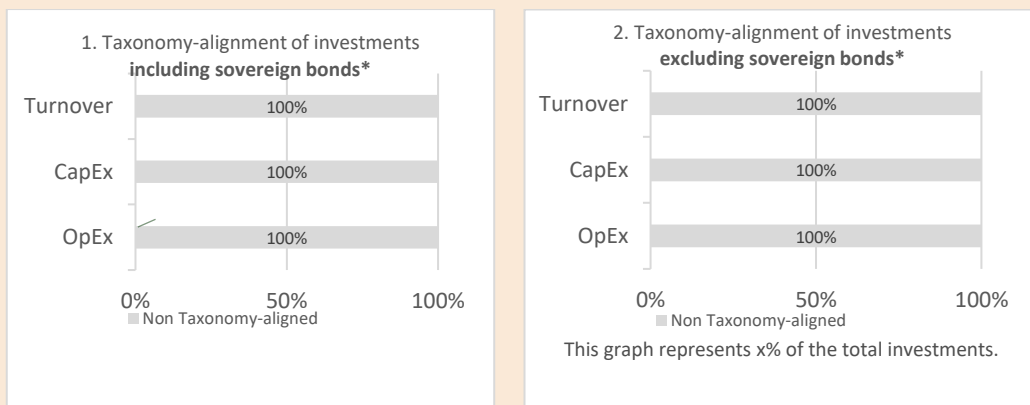 1. Taxonomy-alignment of investments
including sovereign bonds*
Turnover
100%
CapEx
100%
OpEx
100%
0%
50%
100%
Non Taxonomy-aligned
2. Taxonomy-alignment of investments
excluding sovereign bonds*
Turnover
100%
CapEx
100%
OpEx
100%
0%
50%
100%
Non Taxonomy-aligned
This graph represents x% of the total investments.